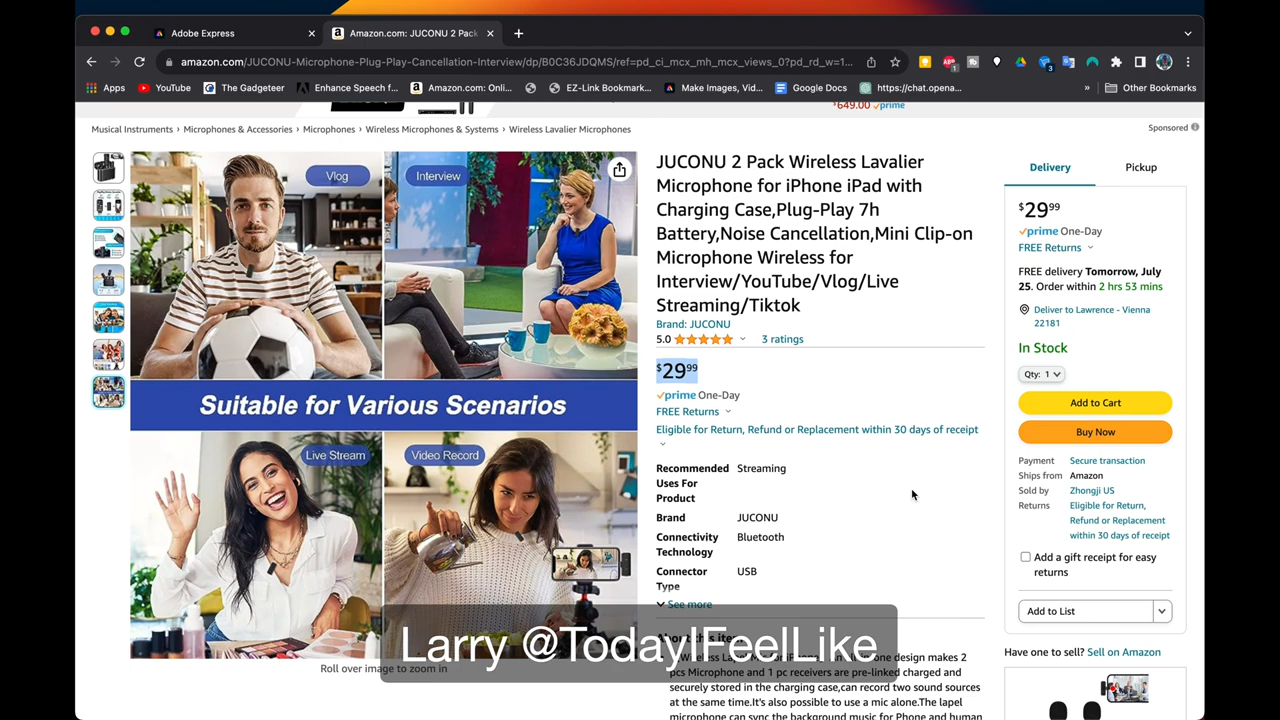 Adobe Express
Amazon.com: JUCONU 2 Pack
amazon.com/JUCONU-Microphone-Plug-Play-Cancellation-Interview/dp/B0C36JDQMS/ref=pd_ci_mcx_mh_mcx_views_0?pd_rd_w=1...
Apps
YouTube
The Gadgeteer
Enhance Speech f...
Amazon.com: Onli...
EZ-Link Bookmark...
Make Images, Vid...
Google Docs
https://chat.opena...
»
Other Bookmarks
$649.00 prime
Musical Instruments › Microphones & Accessories › Microphones › Wireless Microphones & Systems › Wireless Lavalier Microphones
Sponsored
Vlog
Interview
Suitable for Various Scenarios
Live Stream
Video Record
Roll over image to zoom in
JUCONU 2 Pack Wireless Lavalier
Microphone for iPhone iPad with
Charging Case,Plug-Play 7h
Battery,Noise Cancellation,Mini Clip-on
Microphone Wireless for
Interview/YouTube/Vlog/Live
Streaming/Tiktok
Brand: JUCONU
5.0 3 ratings
$29 99
prime One-Day
FREE Returns
Eligible for Return, Refund or Replacement within 30 days of receipt
Recommended Streaming
Uses For
Product
Brand JUCONU
Connectivity Bluetooth
Technology
Connector USB
Type
See more
pcs Microphone and 1 pc receivers are pre-linked charged and
securely stored in the charging case,can record two sound sources
at the same time.It's also possible to use a mic alone.The lapel
microphone can sync the background music for Phone and human
Delivery
Pickup
$29 99
prime One-Day
FREE Returns
FREE delivery Tomorrow, July
25. Order within 2 hrs 53 mins
Deliver to Lawrence - Vienna
22181
In Stock
Qty: 1
Add to Cart
Buy Now
Payment Secure transaction
Ships from Amazon
Sold by Zhongji US
Returns Eligible for Return,
Refund or Replacement
within 30 days of receipt
Add a gift receipt for easy
returns
Add to List
Have one to sell? Sell on Amazon
Larry @TodayIFeelLike